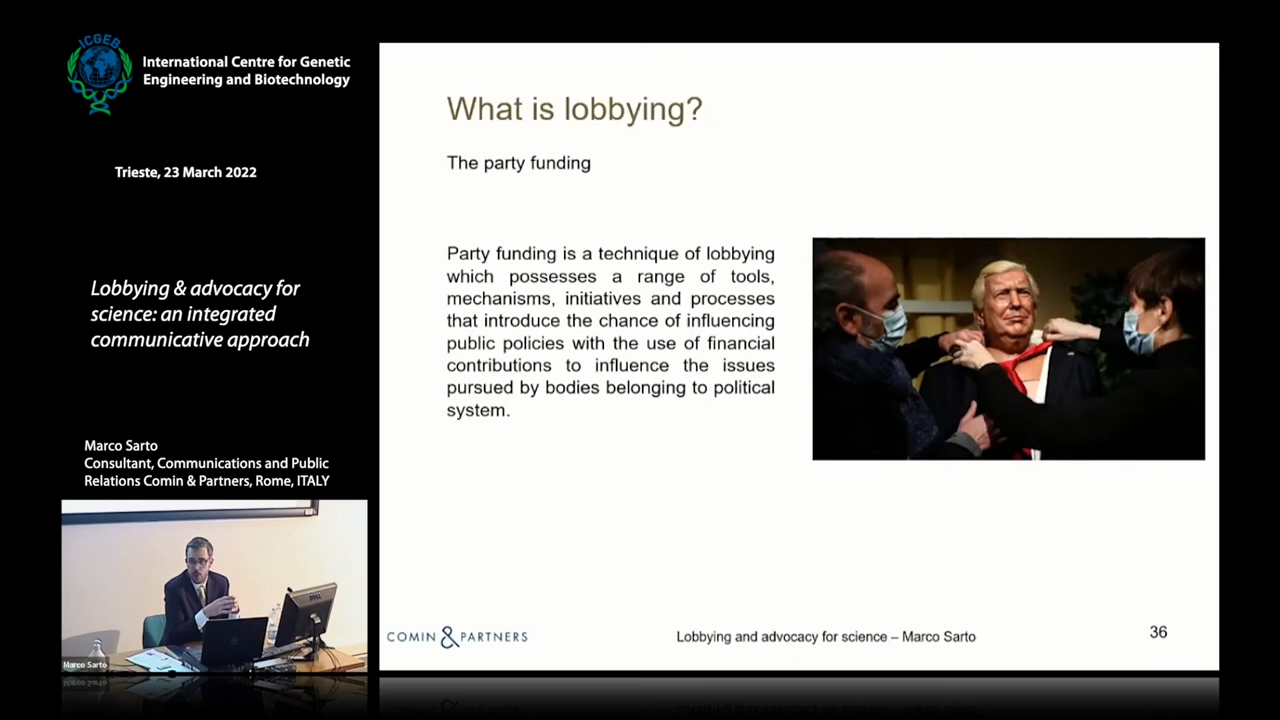 ICGEB
International Centre for Genetic
Engineering and Biotechnology
Trieste, 23 March 2022
Lobbying & advocacy for
science: an integrated
communicative approach
Marco Sarto
Consultant, Communications and Public
Relations Comin & Partners, Rome, ITALY
DELL
Marco Sarto
What is lobbying?
The party funding
Party funding is a technique of lobbying
which possesses a range of tools,
mechanisms, initiatives and processes
that introduce the chance of influencing
public policies with the use of financial
contributions to influence the issues
pursued by bodies belonging to political
system.
COMIN & PARTNERS
Lobbying and advocacy for science – Marco Sarto
36